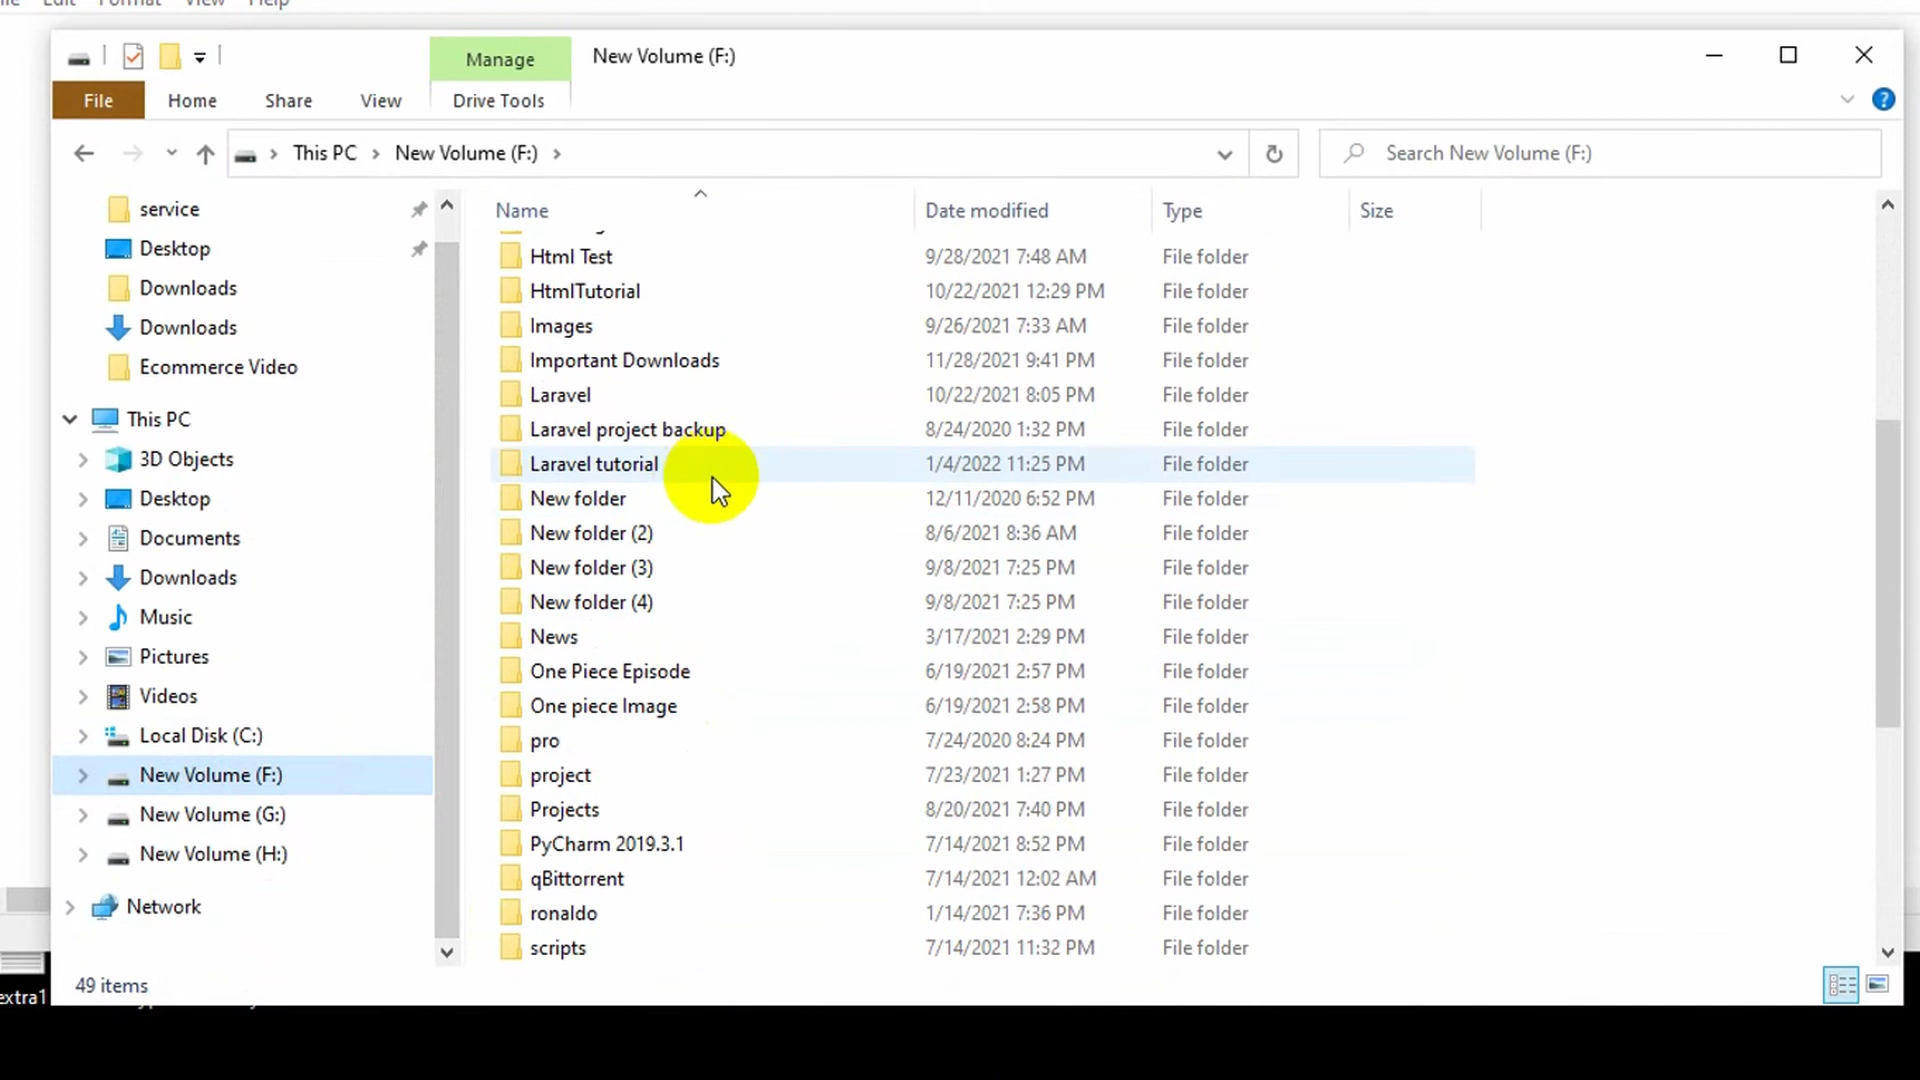 Edit Format View Help
Manage New Volume (F:)
File Home Share View Drive Tools
This PC New Volume (F:) Search New Volume (F:)
service
Desktop
Downloads
Downloads
Ecommerce Video
This PC
3D Objects
Desktop
Documents
Downloads
Music
Pictures
Videos
Local Disk (C:)
New Volume (F:)
New Volume (G:)
New Volume (H:)
Network
Name Date modified Type Size
Html Test 9/28/2021 7:48 AM File folder
HtmlTutorial 10/22/2021 12:29 PM File folder
Images 9/26/2021 7:33 AM File folder
Important Downloads 11/28/2021 9:41 PM File folder
Laravel 10/22/2021 8:05 PM File folder
Laravel project backup 8/24/2020 1:32 PM File folder
Laravel tutorial 1/4/2022 11:25 PM File folder
New folder 12/11/2020 6:52 PM File folder
New folder (2) 8/6/2021 8:36 AM File folder
New folder (3) 9/8/2021 7:25 PM File folder
New folder (4) 9/8/2021 7:25 PM File folder
News 3/17/2021 2:29 PM File folder
One Piece Episode 6/19/2021 2:57 PM File folder
One piece Image 6/19/2021 2:58 PM File folder
pro 7/24/2020 8:24 PM File folder
project 7/23/2021 1:27 PM File folder
Projects 8/20/2021 7:40 PM File folder
PyCharm 2019.3.1 7/14/2021 8:52 PM File folder
qBittorrent 7/14/2021 12:02 AM File folder
ronaldo 1/14/2021 7:36 PM File folder
scripts 7/14/2021 11:32 PM File folder
49 items
extra1